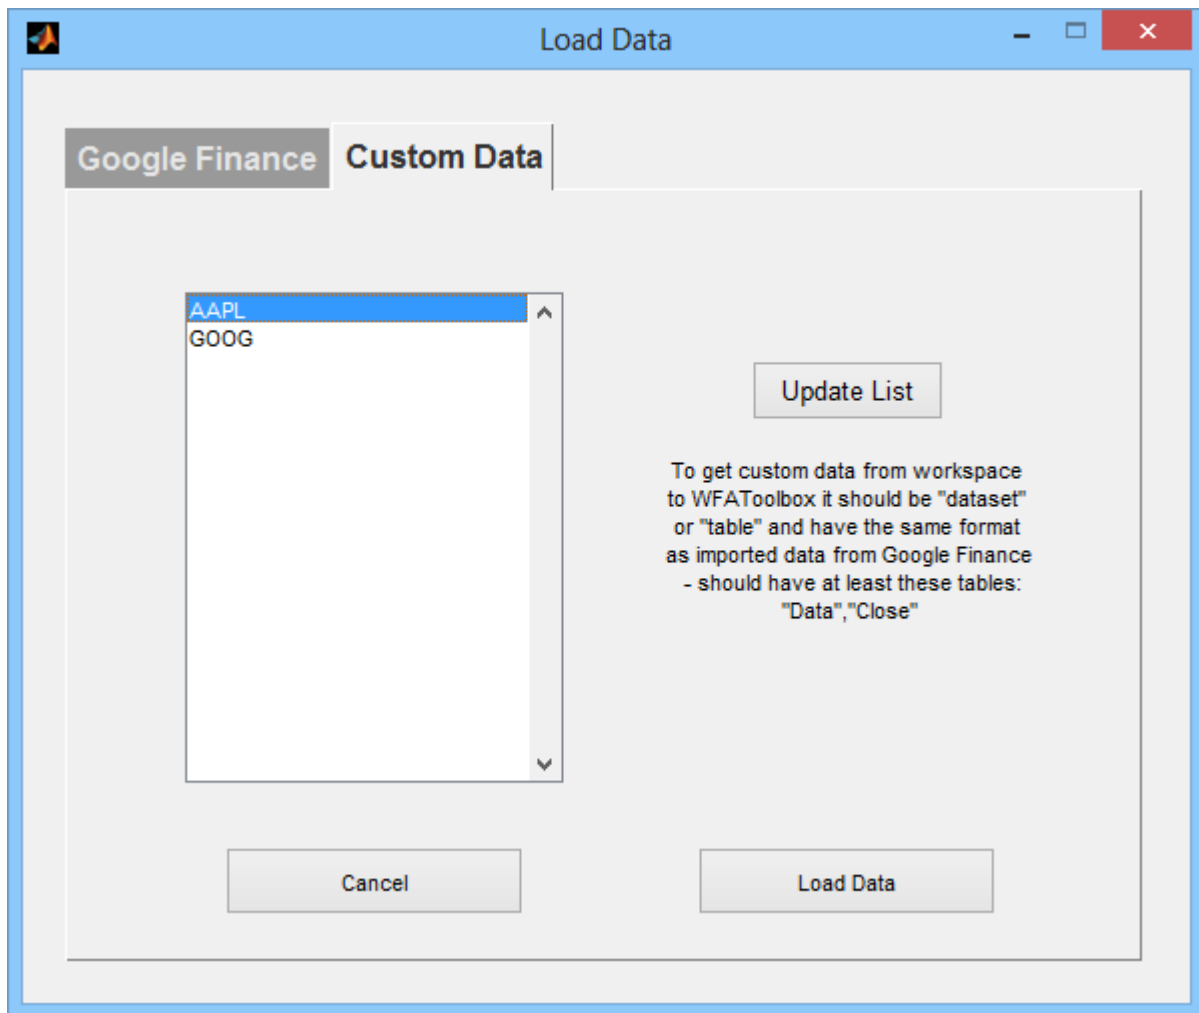 Load Data
Google Finance
Custom Data
AAPL
GOOG
Update List
To get custom data from workspace
to WFAToolbox it should be "dataset"
or "table" and have the same format
as imported data from Google Finance
- should have at least these tables:
"Data","Close"
Cancel
Load Data